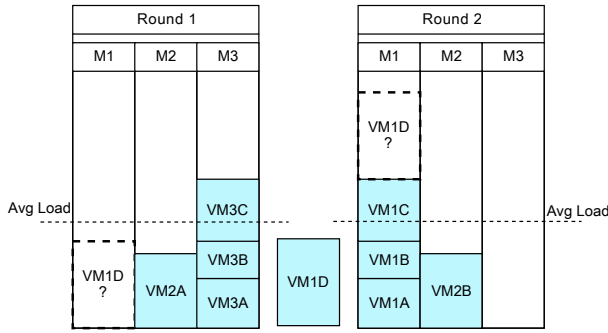 Round 1
Round 2
M1 M2 M3
M1 M2 M3
VM1D
?
Avg Load
VM3C
VM1C
Avg Load
VM1D
?
VM2A
VM3B
VM3A
VM1D
VM1B
VM1A
VM2B